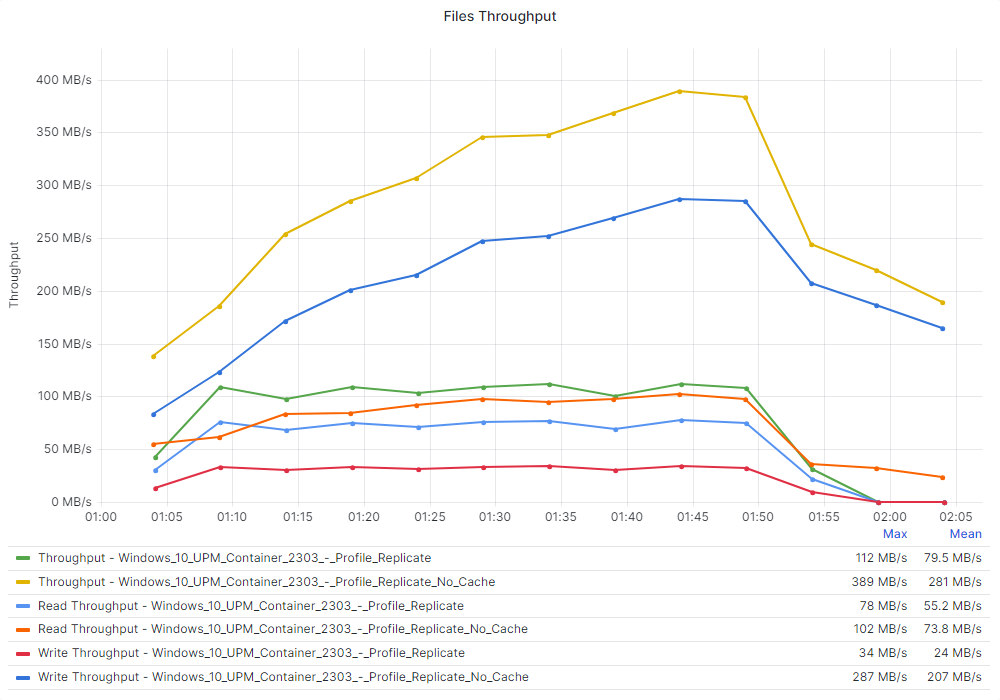 Files Throughput
400 MB/s
350 MB/s
300 MB/s
250 MB/s
200 MB/s
150 MB/s
100 MB/s
50 MB/s
0 MB/s
Throughput
01:00 01:05 01:10 01:15 01:20 01:25 01:30 01:35 01:40 01:45 01:50 01:55 02:00 02:05
Max Mean
Throughput - Windows_10_UPM_Container_2303_-_Profile_Replicate 112 MB/s 79.5 MB/s
Throughput - Windows_10_UPM_Container_2303_-_Profile_Replicate_No_Cache 389 MB/s 281 MB/s
Read Throughput - Windows_10_UPM_Container_2303_-_Profile_Replicate 78 MB/s 55.2 MB/s
Read Throughput - Windows_10_UPM_Container_2303_-_Profile_Replicate_No_Cache 102 MB/s 73.8 MB/s
Write Throughput - Windows_10_UPM_Container_2303_-_Profile_Replicate 34 MB/s 24 MB/s
Write Throughput - Windows_10_UPM_Container_2303_-_Profile_Replicate_No_Cache 287 MB/s 207 MB/s